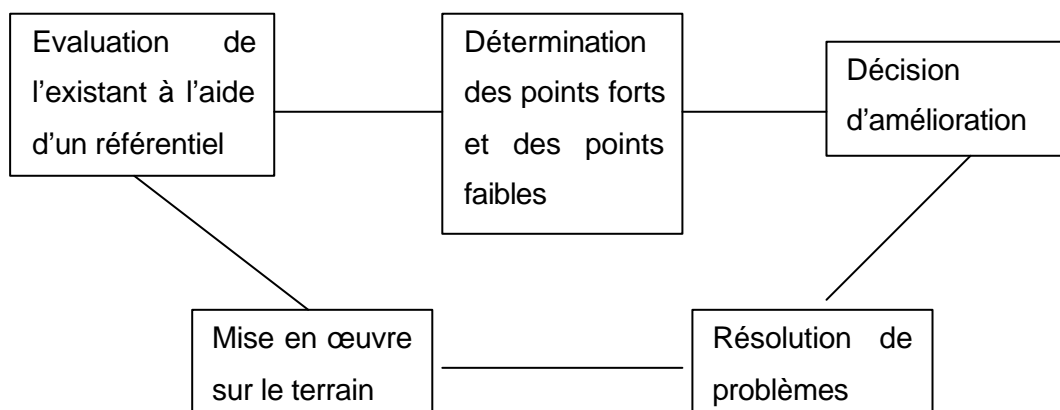 Evaluation de
l’existant à l’aide
d’un référentiel
Détermination
des points forts
et des points
faibles
Décision
d’amélioration
Mise en œuvre
sur le terrain
Résolution de
problèmes